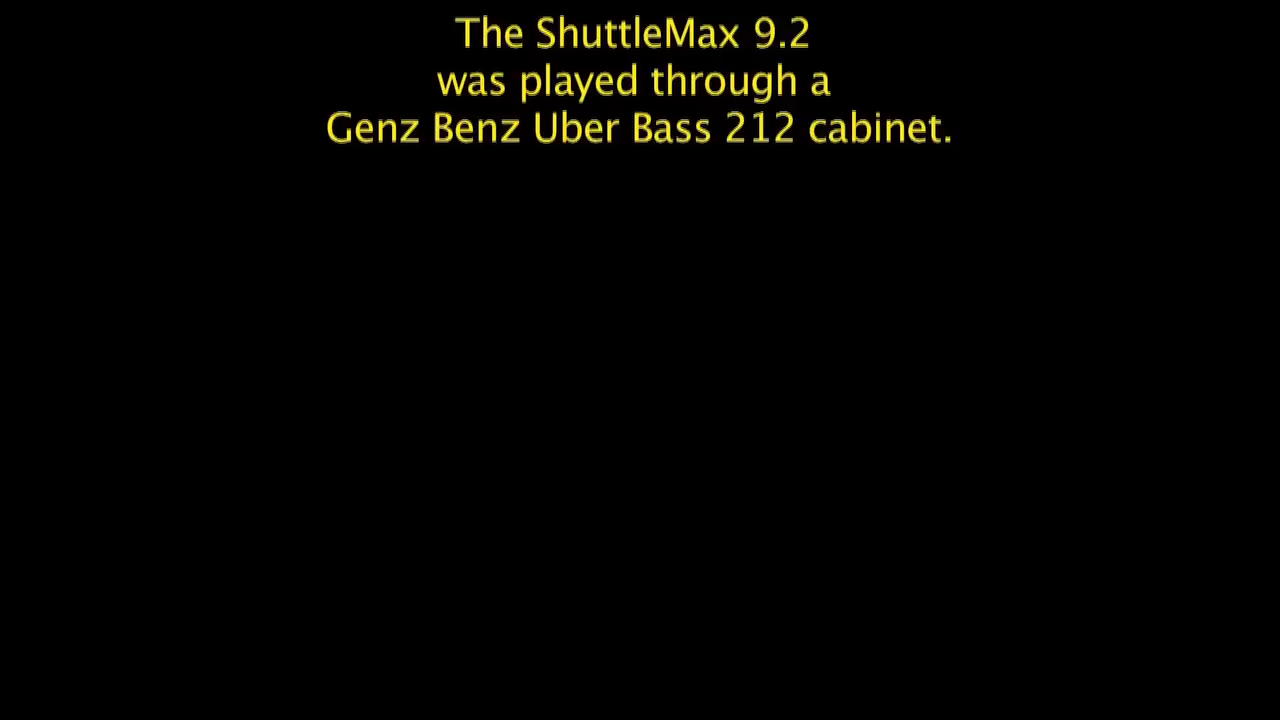 The ShuttleMax 9.2
was played through a
Genz Benz Uber Bass 212 cabinet.